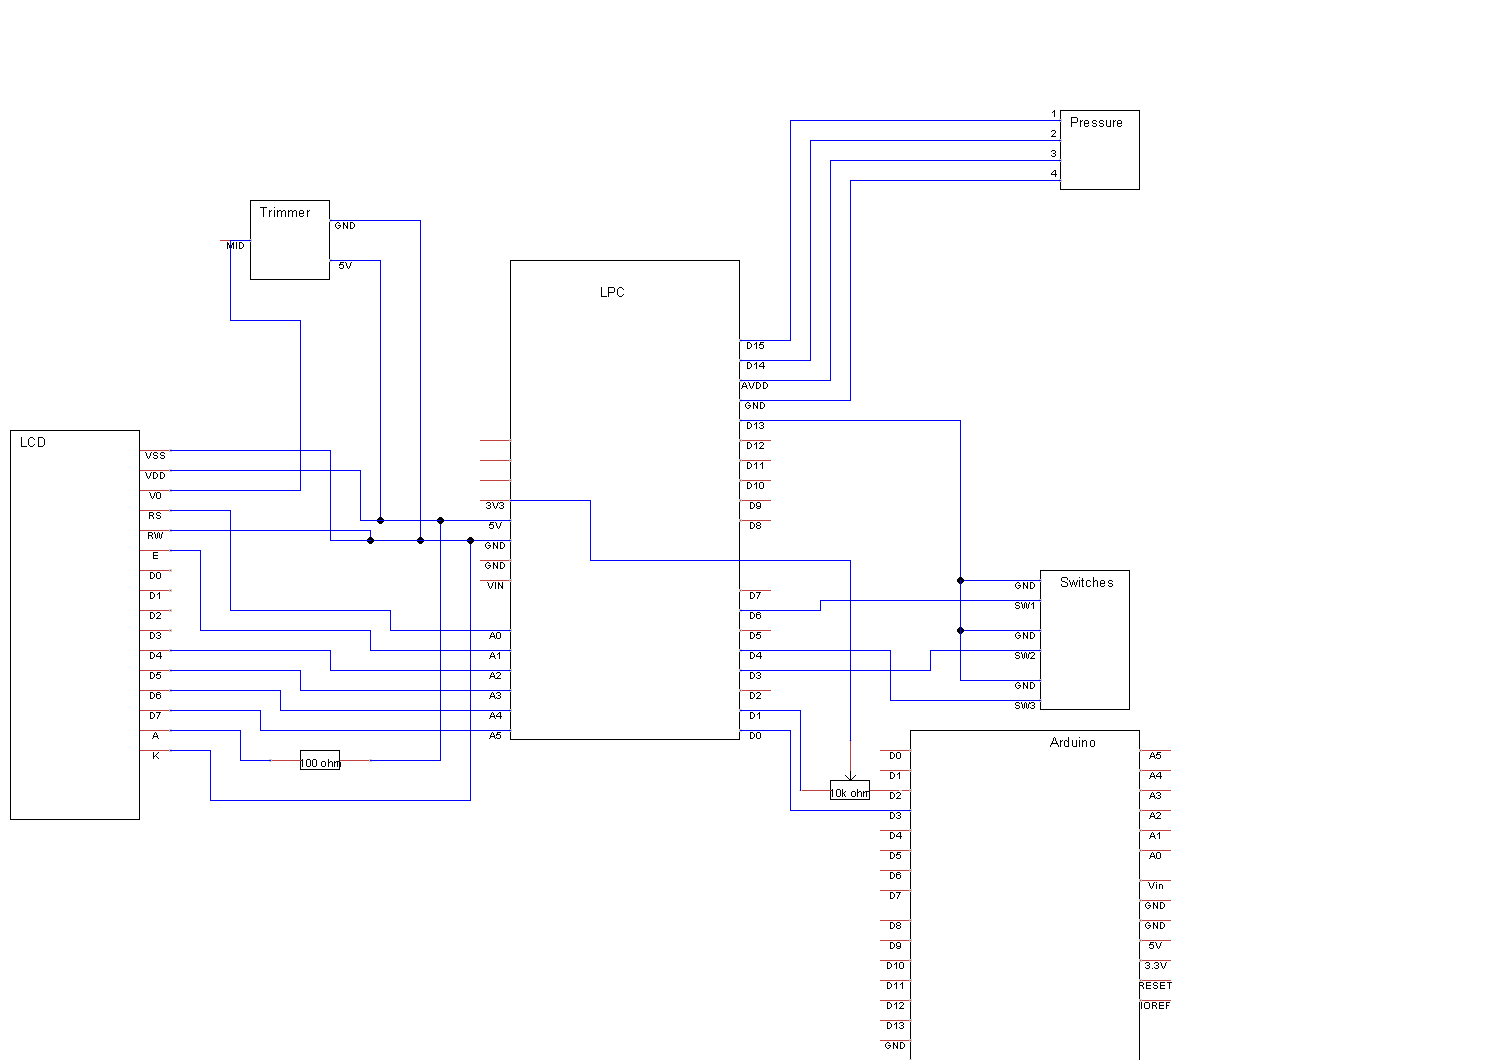 Pressure
1
2
3
4
Trimmer
GND
MID
5V
LPC
D15
D14
AVDD
GND
D13
D12
D11
D10
D9
D8
D7
D6
D5
D4
D3
D2
D1
D0
3V3
5V
GND
GND
VIN
A0
A1
A2
A3
A4
A5
LCD
VSS
VDD
V0
RS
RW
E
D0
D1
D2
D3
D4
D5
D6
D7
A
K
100 ohm
10k ohm
Switches
GND
SW1
GND
SW2
GND
SW3
Arduino
D0
D1
D2
D3
D4
D5
D6
D7
D8
D9
D10
D11
D12
D13
GND
A5
A4
A3
A2
A1
A0
Vin
GND
GND
5V
3.3V
RESET
IOREF